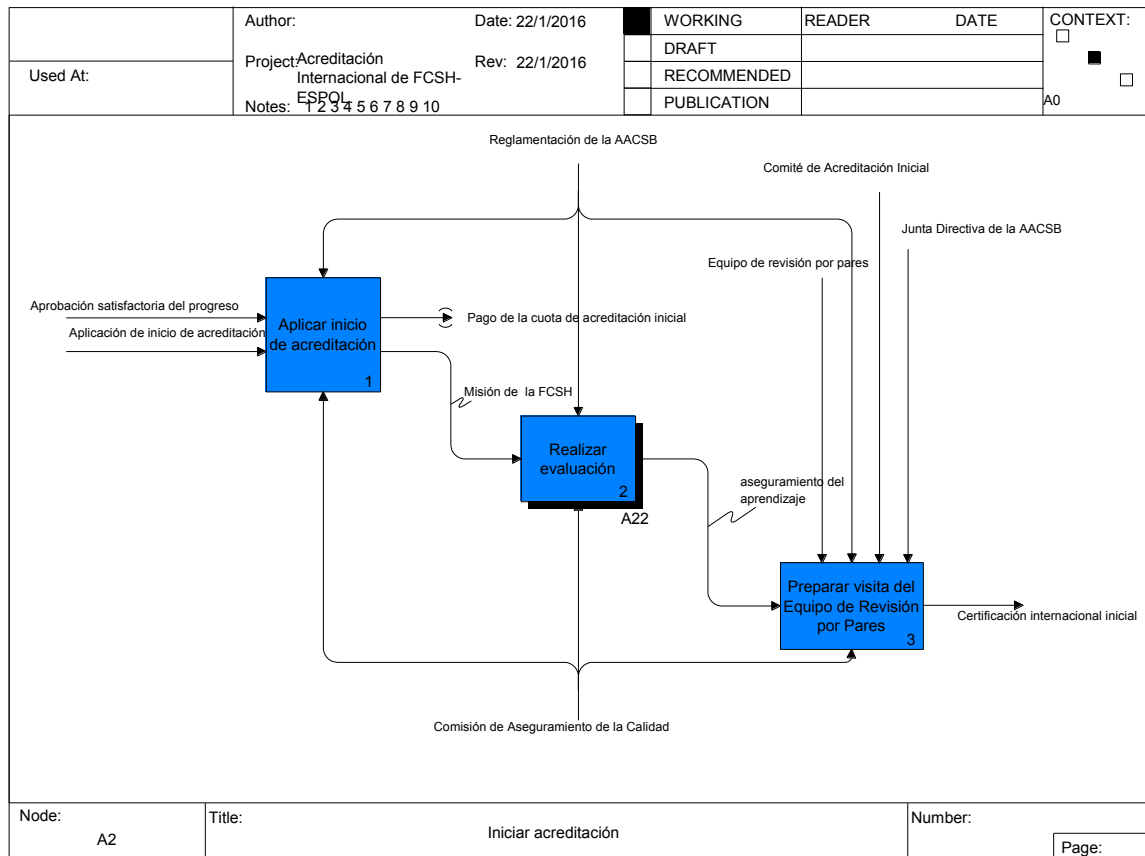 Used At:
Author:
Date: 22/1/2016
Project: Acreditación
Internacional de FCSH-
ESPOL
Rev: 22/1/2016
Notes: 1 2 3 4 5 6 7 8 9 10
WORKING
DRAFT
RECOMMENDED
PUBLICATION
READER
DATE
CONTEXT:
A0
Reglamentación de la AACSB
Comité de Acreditación Inicial
Junta Directiva de la AACSB
Equipo de revisión por pares
Aprobación satisfactoria del progreso
Aplicación de inicio de acreditación
Aplicar inicio
de acreditación
1
Pago de la cuota de acreditación inicial
Misión de la FCSH
Realizar
evaluación
2
A22
aseguramiento del
aprendizaje
Preparar visita del
Equipo de Revisión
por Pares
3
Certificación internacional inicial
Comisión de Aseguramiento de la Calidad
Node:
A2
Title:
Iniciar acreditación
Number:
Page: